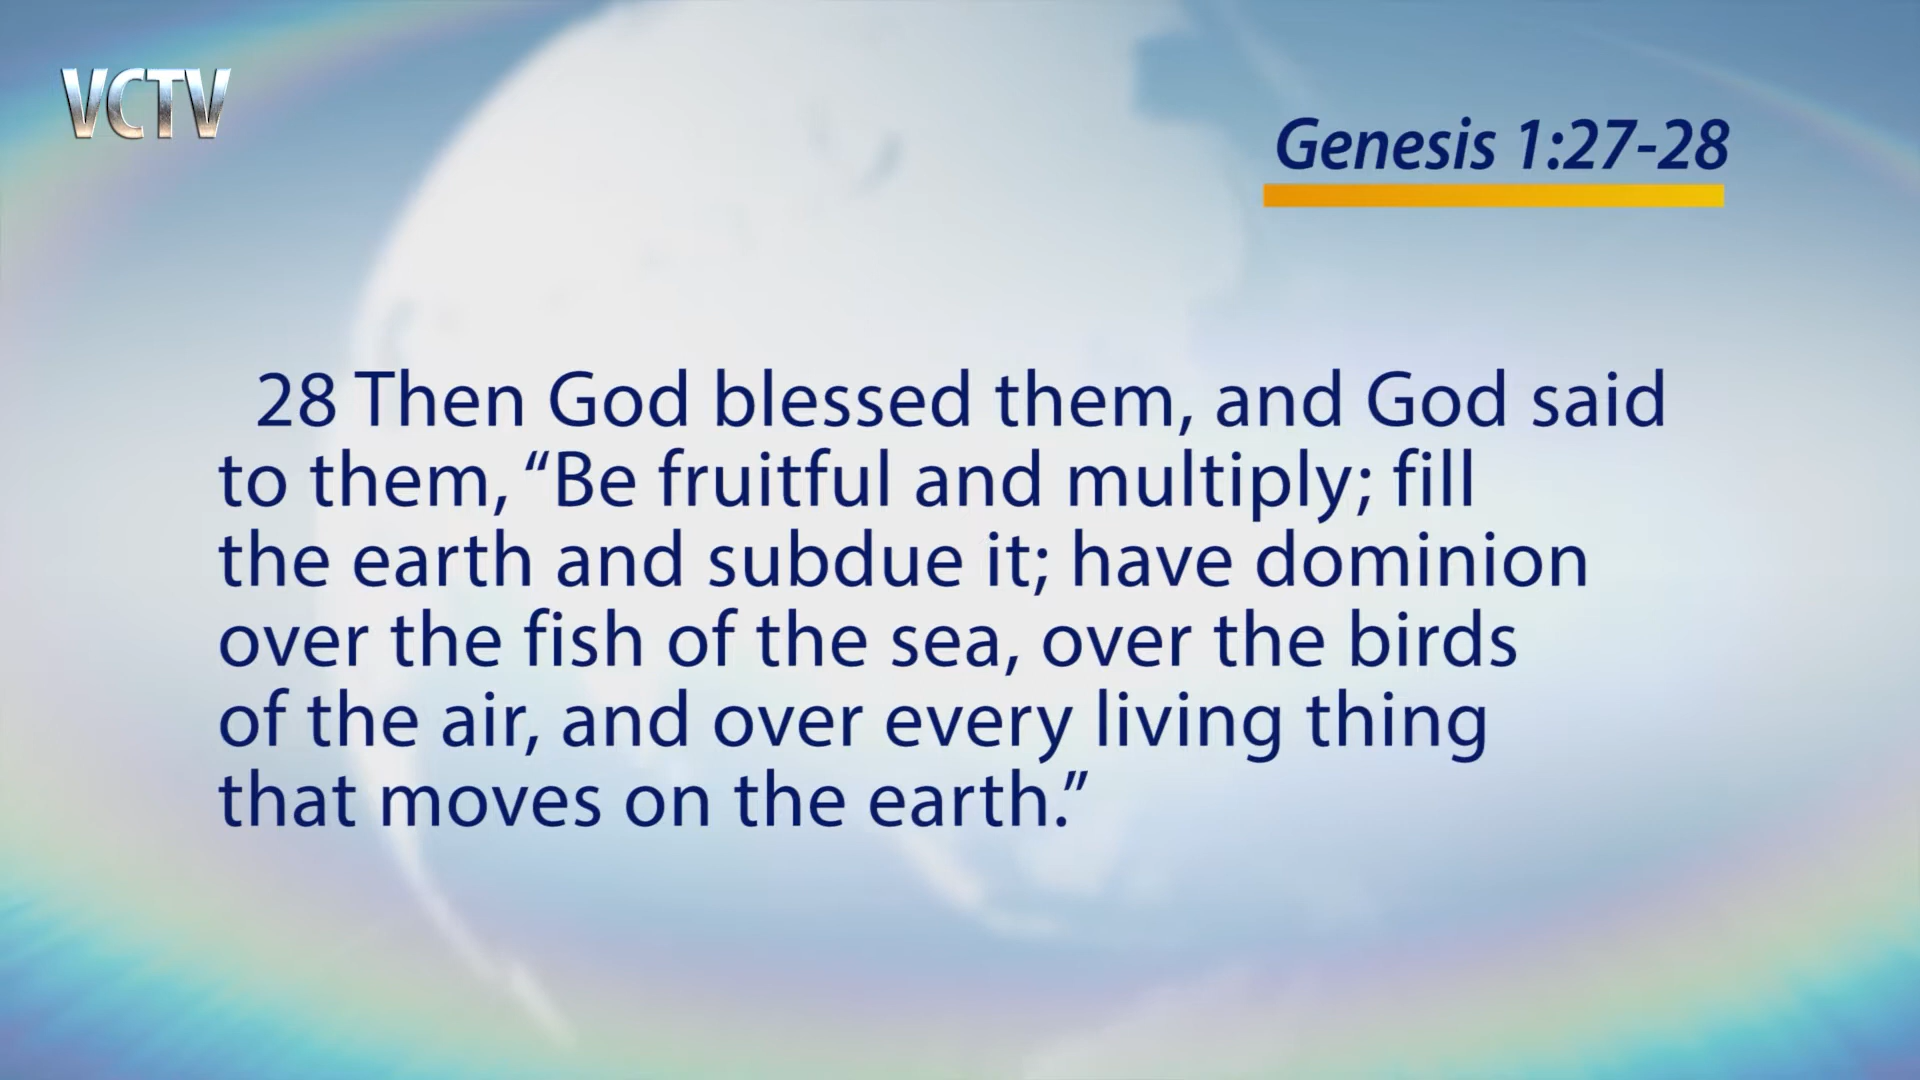 VCTV
Genesis 1:27-28
28 Then God blessed them, and God said
to them, “Be fruitful and multiply; fill
the earth and subdue it; have dominion
over the fish of the sea, over the birds
of the air, and over every living thing
that moves on the earth.”